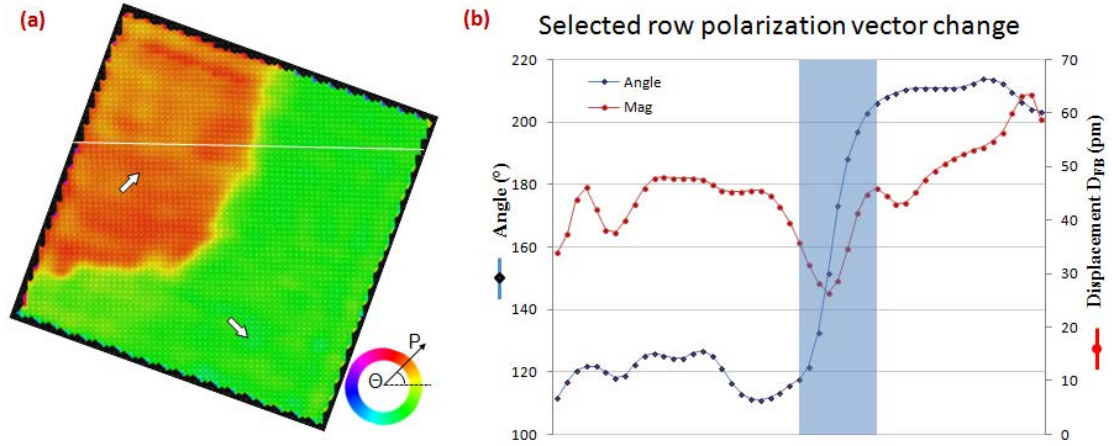 (a)
P
Θ
(b)
Selected row polarization vector change
Angle
Mag
220
200
180
160
140
120
100
Angle (°)
70
60
50
40
30
20
10
0
Displacement D_FB (pm)